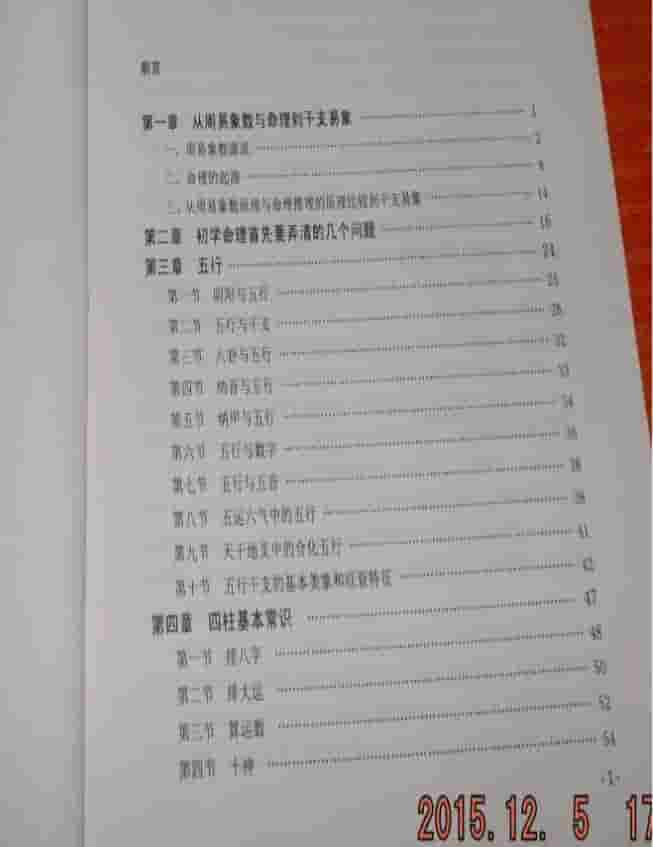 前言
第一章 从周易象数与命理到干支易象 …… 1
一、周易象数源流 …… 2
二、命理的起源 …… 8
三、从周易象数 与命理推理的原理比较到干支易象 …… 14
第二章 初学命理首先要弄清的几个问题 …… 16
第三章 五行 …… 24
第一节 阴阳与五行 …… 25
第二节 五行与干支 …… 28
第三节 八卦与五行 …… 32
第四节 纳音与五行 …… 33
第五节 纳甲与五行 …… 34
第六节 五行与数字 …… 36
第七节 五行与五音 …… 38
第八节 五运六气中的五行 …… 39
第九节 天干地支中的合化五行 …… 41
第十节 五行干支的基本类象和 特征 …… 42
第四章 四柱基本常识 …… 47
第一节 排八字 …… 48
第二节 排大运 …… 50
第三节 算运数 …… 52
第四节 十神 …… 54
·1·
2015.12. 5 17